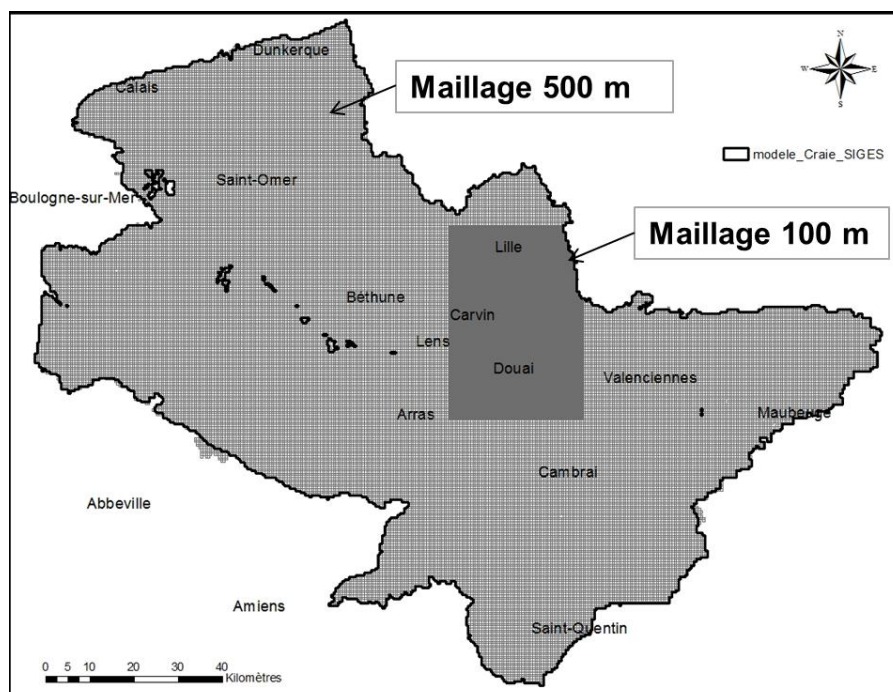 N
W E
S
Dunkerque
Maillage 500 m
Calais
modele_Craie_SIGES
Saint-Omer
Boulogne-sur-Mer
Maillage 100 m
Lille
Béthune
Carvin
Lens
Douai
Valenciennes
Arras
Maubeuge
Cambrai
Abbeville
Amiens
Saint-Quentin
0 5 10 20 30 40
Kilomètres